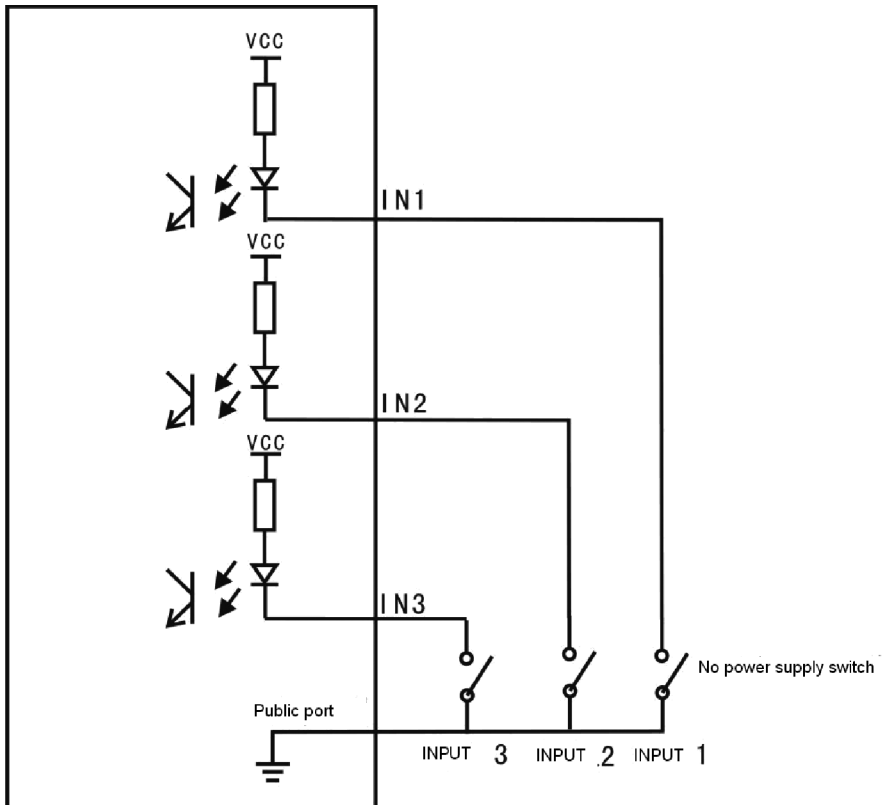 VCC
IN1
VCC
IN2
VCC
IN3
No power supply switch
Public port
INPUT 3 INPUT .2 INPUT 1